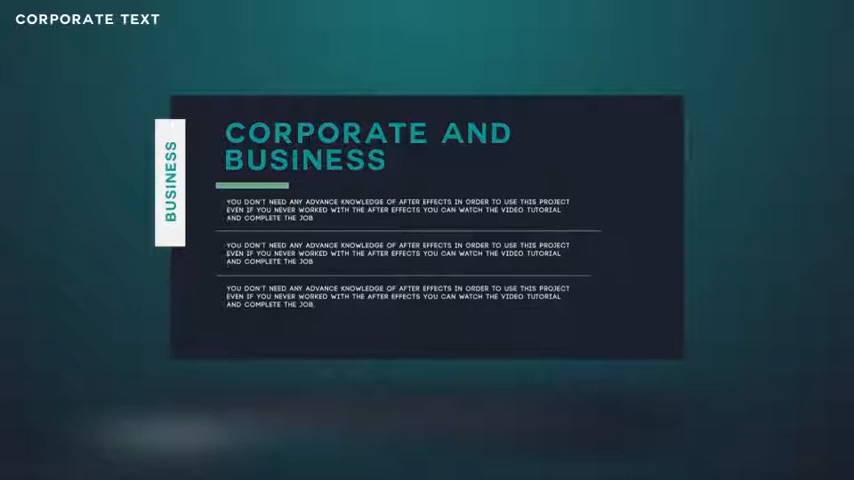 CORPORATE TEXT
BUSINESS
CORPORATE AND
BUSINESS
YOU DON'T NEED ANY ADVANCE KNOWLEDGE OF AFTER EFFECTS IN ORDER TO USE THIS PROJECT
EVEN IF YOU NEVER WORKED WITH THE AFTER EFFECTS YOU CAN WATCH THE VIDEO TUTORIAL
AND COMPLETE THE JOB
YOU DON'T NEED ANY ADVANCE KNOWLEDGE OF AFTER EFFECTS IN ORDER TO USE THIS PROJECT
EVEN IF YOU NEVER WORKED WITH THE AFTER EFFECTS YOU CAN WATCH THE VIDEO TUTORIAL
AND COMPLETE THE JOB
YOU DON'T NEED ANY ADVANCE KNOWLEDGE OF AFTER EFFECTS IN ORDER TO USE THIS PROJECT
EVEN IF YOU NEVER WORKED WITH THE AFTER EFFECTS YOU CAN WATCH THE VIDEO TUTORIAL
AND COMPLETE THE JOB.